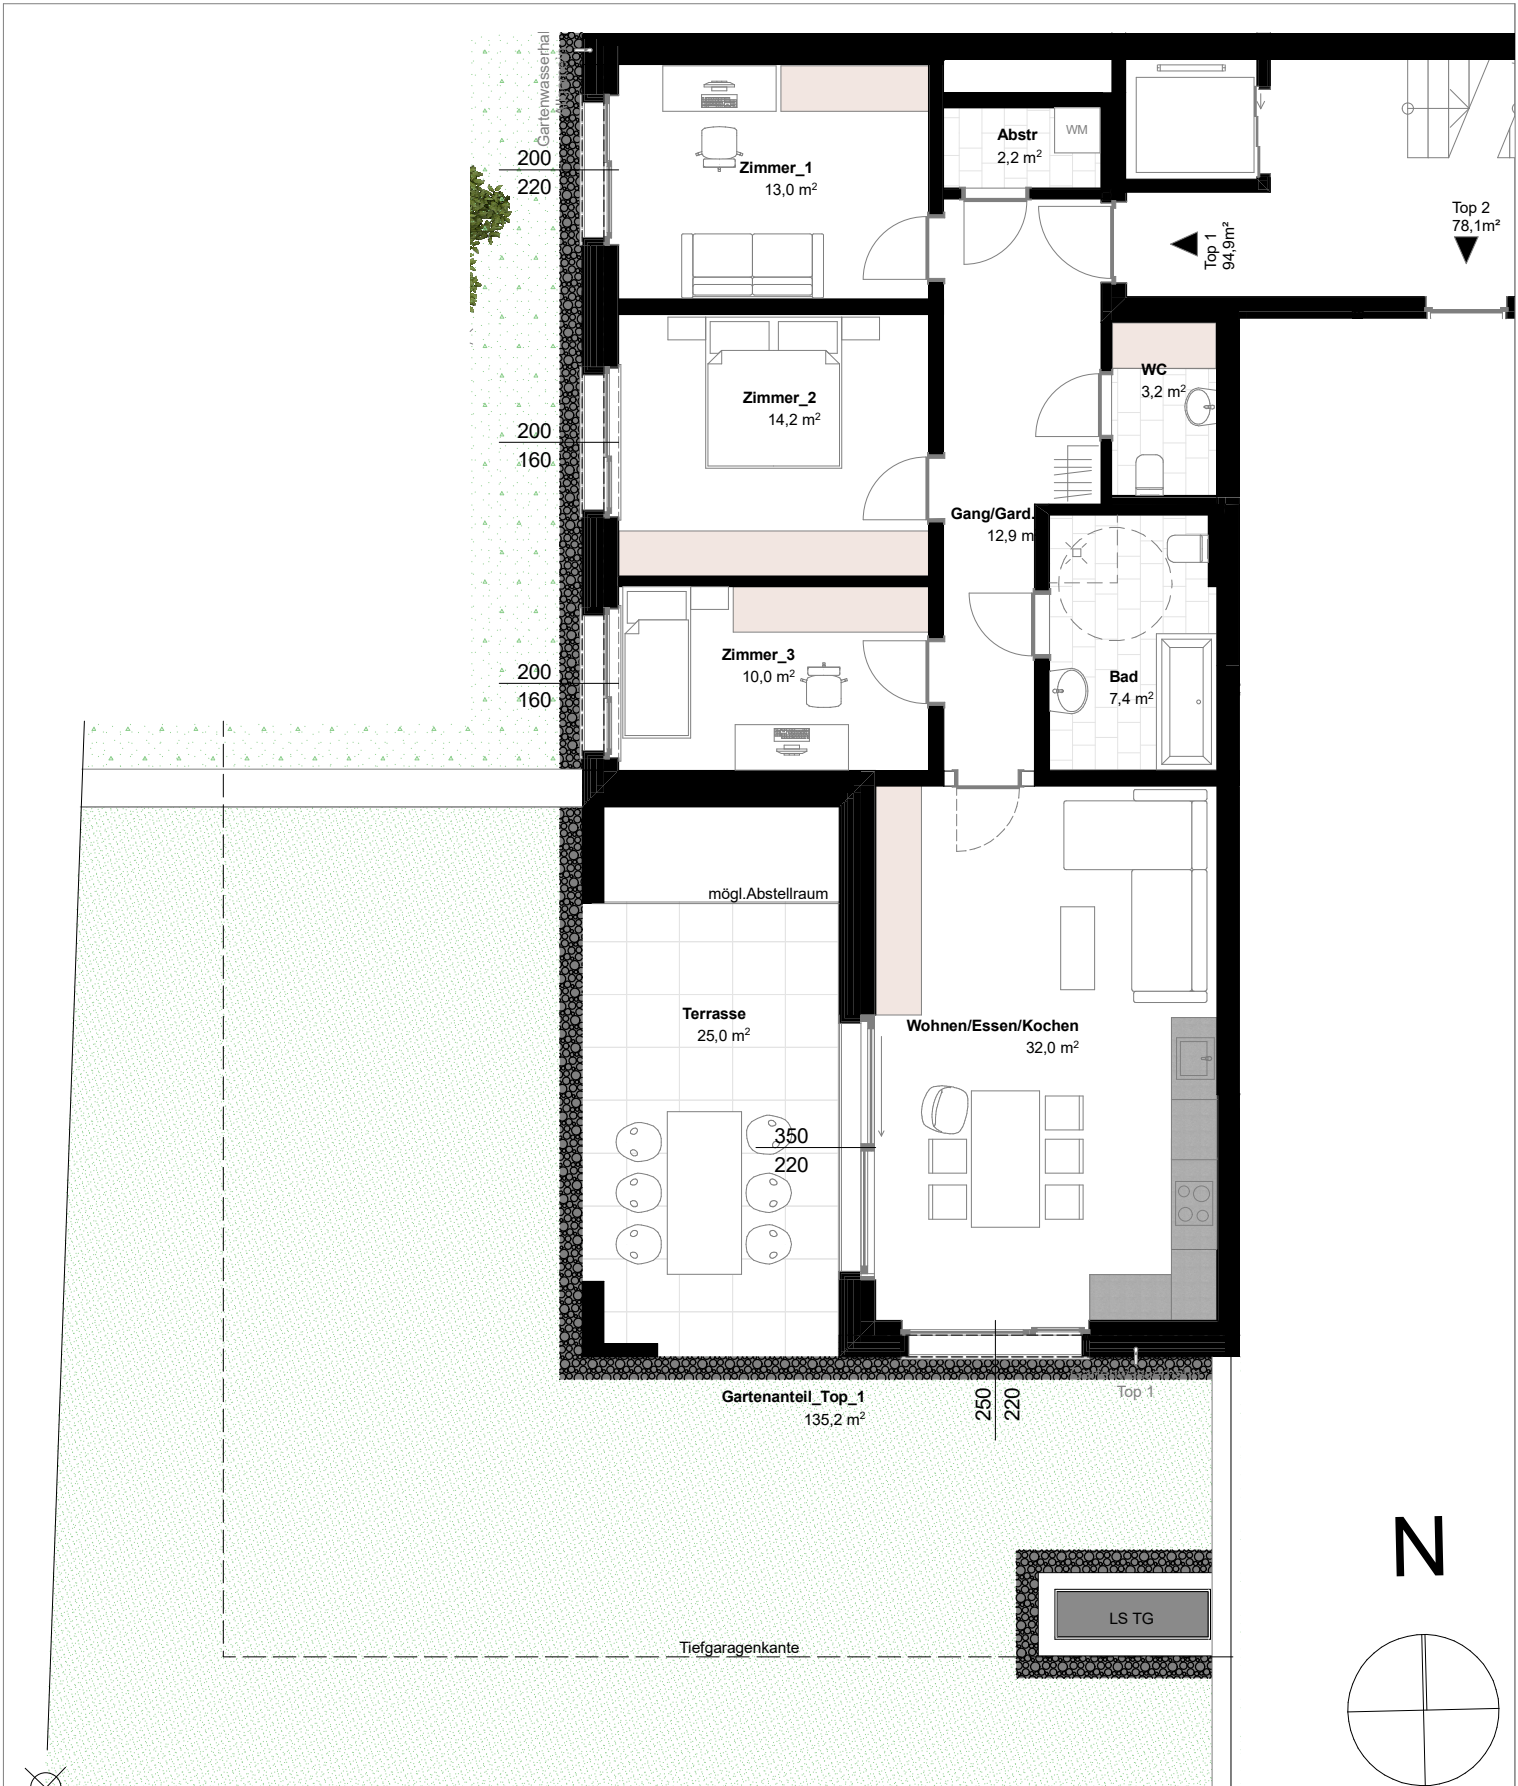 Gartenwasserhal
200
220
Zimmer_1
13,0 m²
Abstr
2,2 m²
WM
Top 1
94,9m²
Top 2
78,1m²
WC
3,2 m²
Zimmer_2
14,2 m²
200
160
Gang/Gard.
12,9 m
Zimmer_3
10,0 m²
200
160
Bad
7,4 m²
mögl.Abstellraum
Terrasse
25,0 m²
Wohnen/Essen/Kochen
32,0 m²
350
220
Gartenanteil_Top_1
135,2 m²
250
220
Top 1
N
LS TG
Tiefgaragenkante